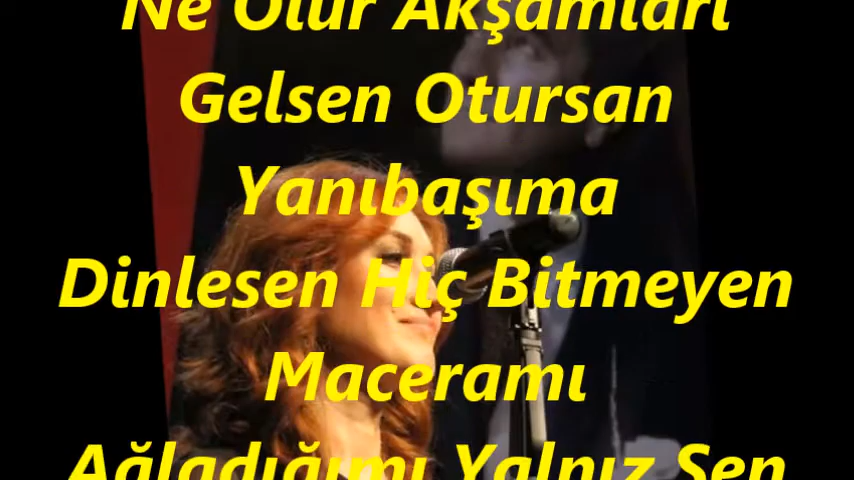 Ne Olur Akşamları
Gelsen Otursan
Yanıbaşıma
Dinlesen Hiç Bitmeyen
Maceramı
Ağladığımı Yalnız Sen